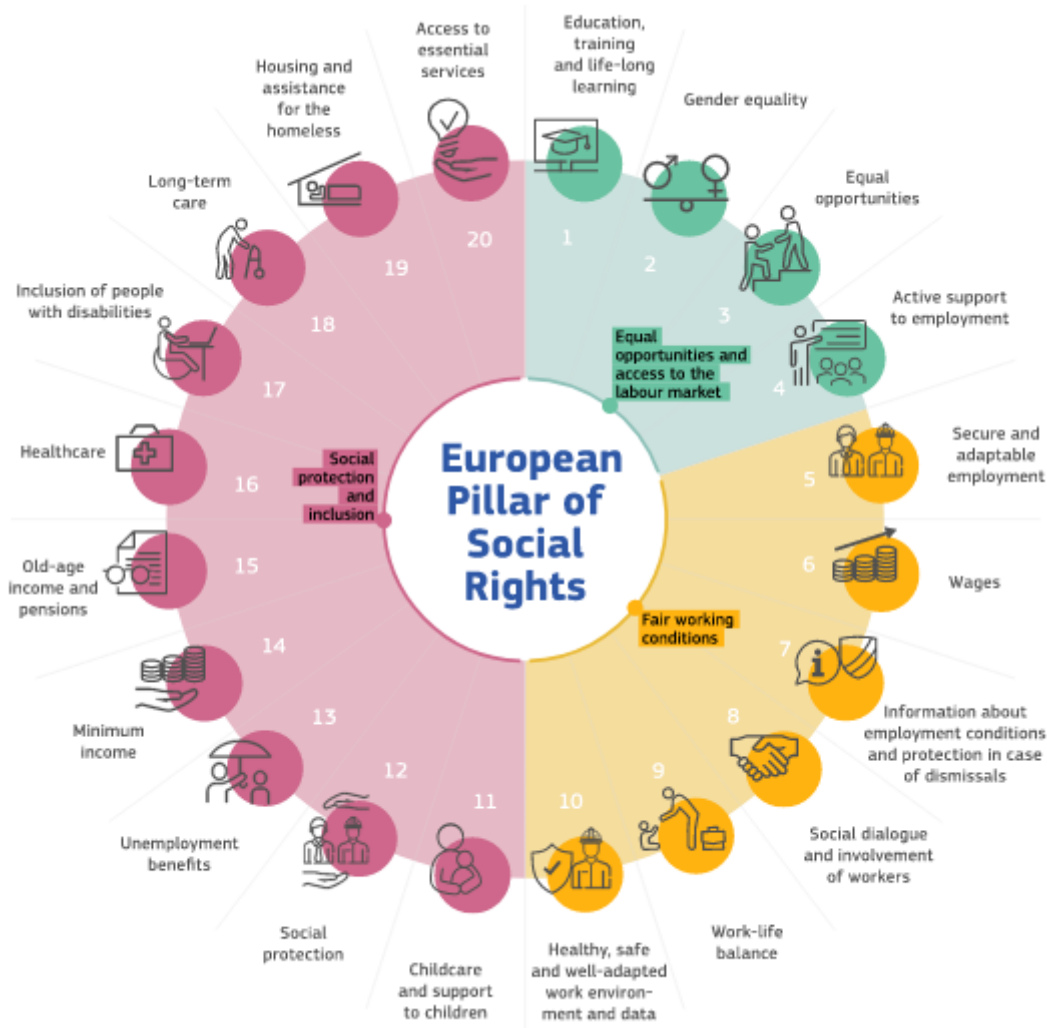 European
Pillar of
Social
Rights
Equal
opportunities and
access to the
labour market
1
Education,
training
and life-long
learning
2
Gender equality
3
Equal
opportunities
4
Active support
to employment
Fair working
conditions
5
Secure and
adaptable
employment
6
Wages
7
Information about
employment conditions
and protection in case
of dismissals
8
Social dialogue
and involvement
of workers
9
Work-life
balance
10
Healthy, safe
and well-adapted
work environ-
ment and data
Social
protection
and
inclusion
11
Childcare
and support
to children
12
Social
protection
13
Unemployment
benefits
14
Minimum
income
15
Old-age
income and
pensions
16
Healthcare
17
Inclusion of people
with disabilities
18
Long-term
care
19
Housing and
assistance
for the
homeless
20
Access to
essential
services
i